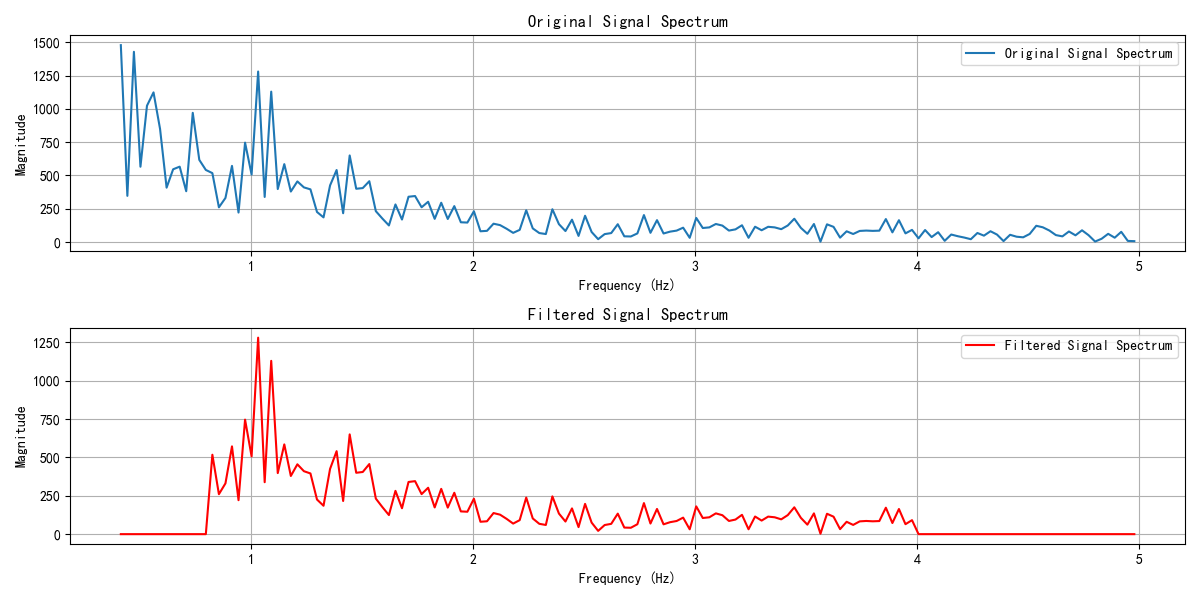 Original Signal Spectrum
1500
1250
1000
750
500
250
0
Magnitude
Original Signal Spectrum
1 2 3 4 5
Frequency (Hz)
Filtered Signal Spectrum
1250
1000
750
500
250
0
Magnitude
Filtered Signal Spectrum
1 2 3 4 5
Frequency (Hz)